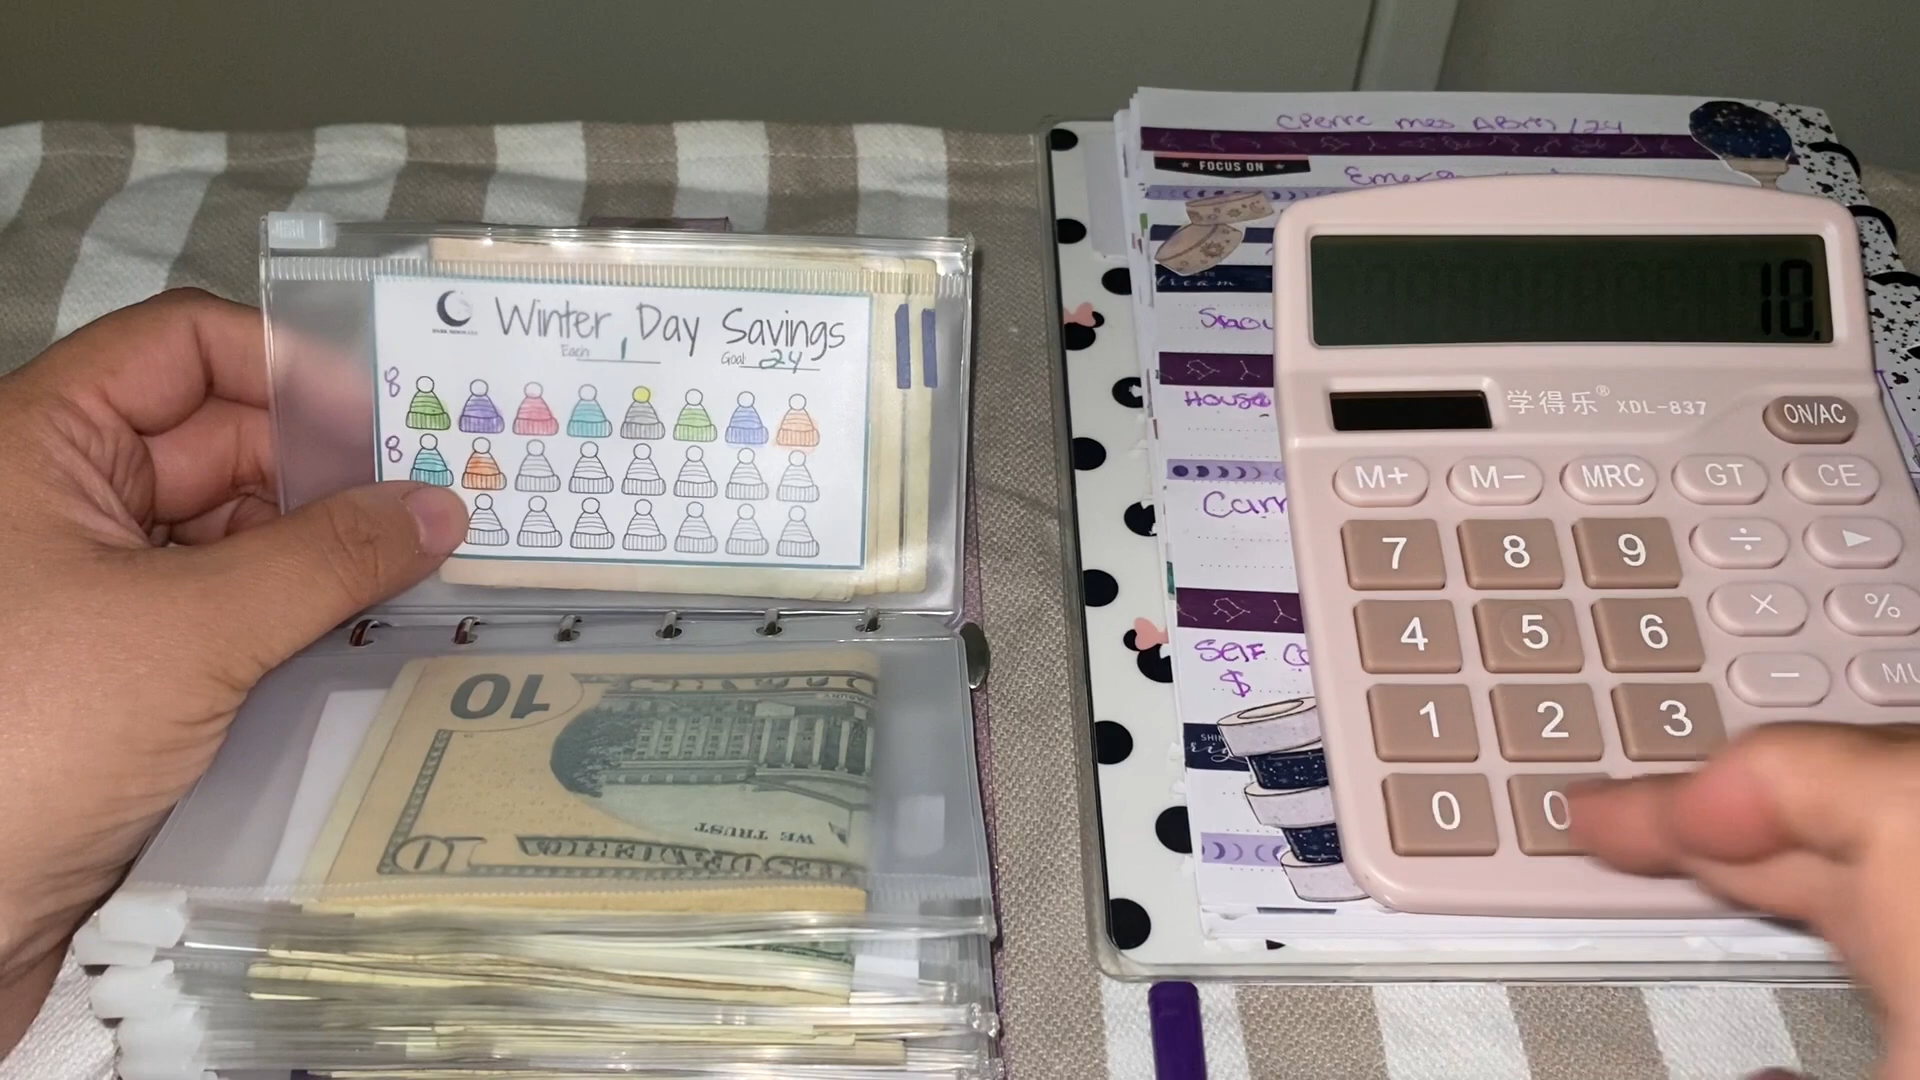 Winter Day Savings
Each 1 Goal 24
8
8
11
10
WE TRUST
10
Cierre mes Abril /24
FOCUS ON
House
Self
$
10.
学得乐® XDL-837
ON/AC
M+ M- MRC GT CE
7 8 9 ÷ ►
4 5 6 × %
1 2 3 −
0 0